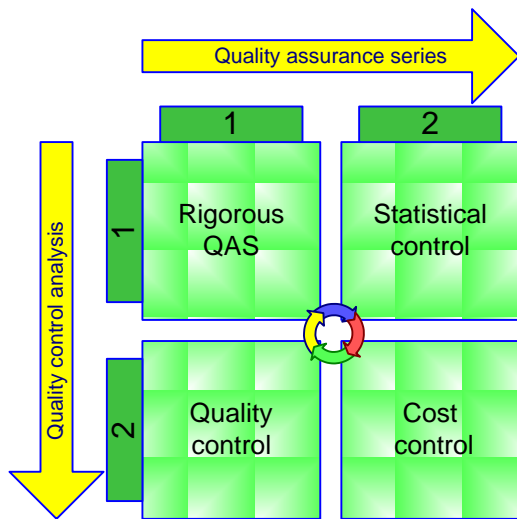 Quality assurance series
1
2
Quality control analysis
1
Rigorous
QAS
Statistical
control
2
Quality
control
Cost
control